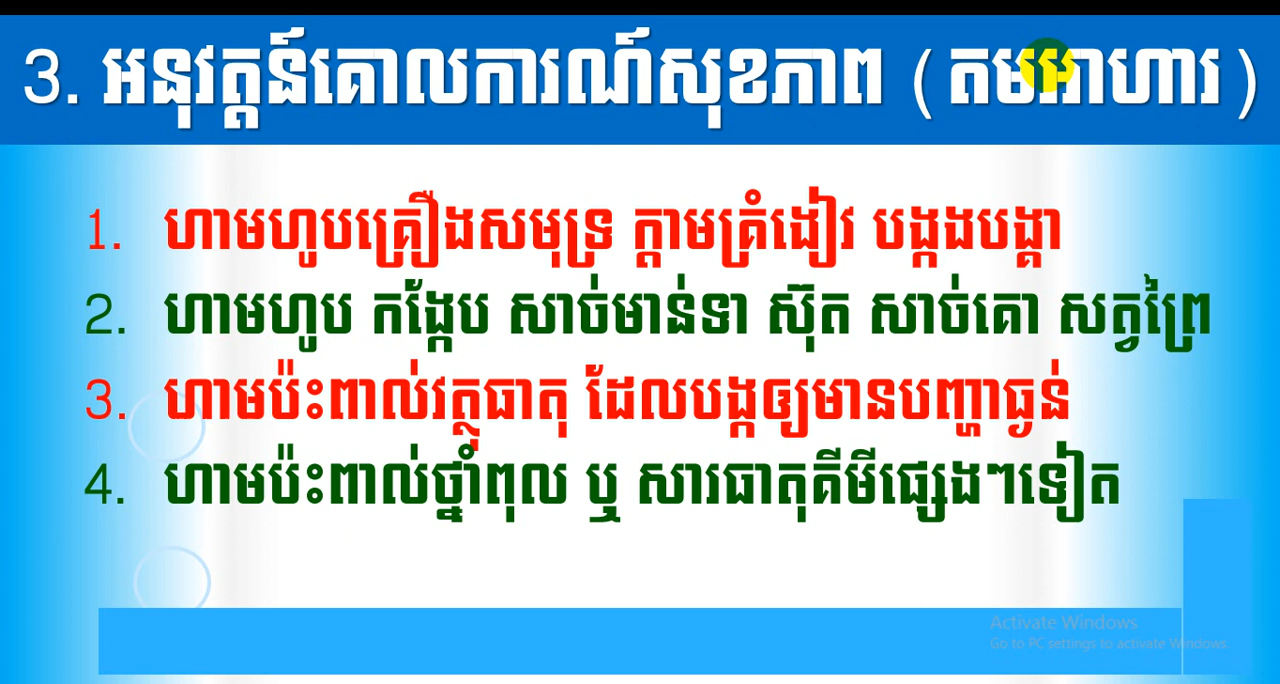 3. អនុវត្តន៍គោលការណ៍សុខភាព ( តមអាហារ )
1. ហាមហូបគ្រឿងសមុទ្រ ក្តាមគ្រំងៀវ បង្កងបង្គា
2. ហាមហូប កង្កែប សាច់មាន់ទា ស៊ុត សាច់គោ សត្វព្រៃ
3. ហាមប៉ះពាល់វត្ថុធាតុ ដែលបង្កឲ្យមានបញ្ហាធ្ងន់
4. ហាមប៉ះពាល់ថ្នាំពុល ឬ សារធាតុគីមីផ្សេងៗទៀត
Activate Windows
Go to PC settings to activate Windows.